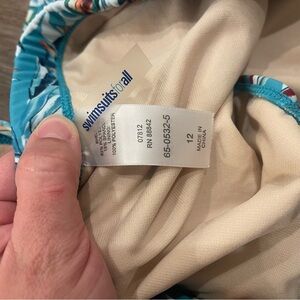 swimsuitsforall
100% POLYESTER
07812
RN 88842
65-0532-5
12
MADE IN
CHINA